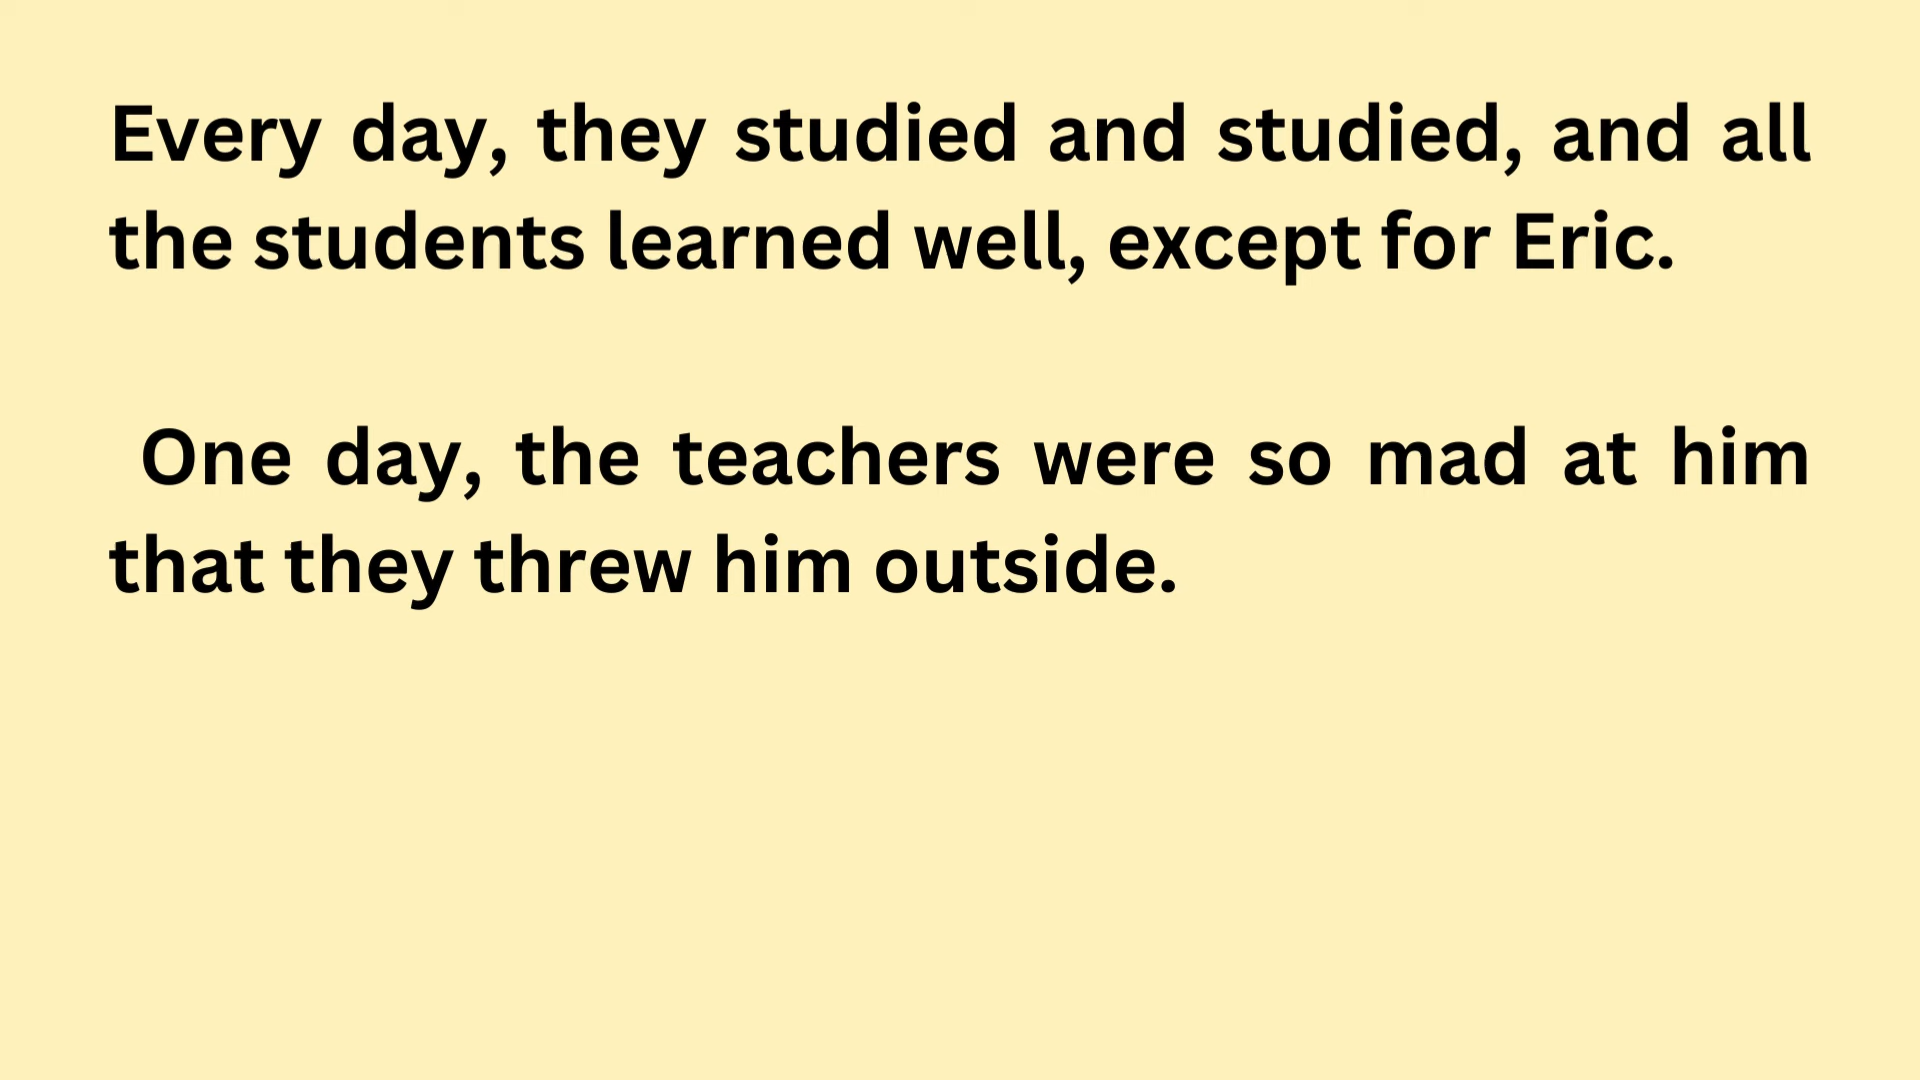 Every day, they studied and studied, and all
the students learned well, except for Eric.
One day, the teachers were so mad at him
that they threw him outside.